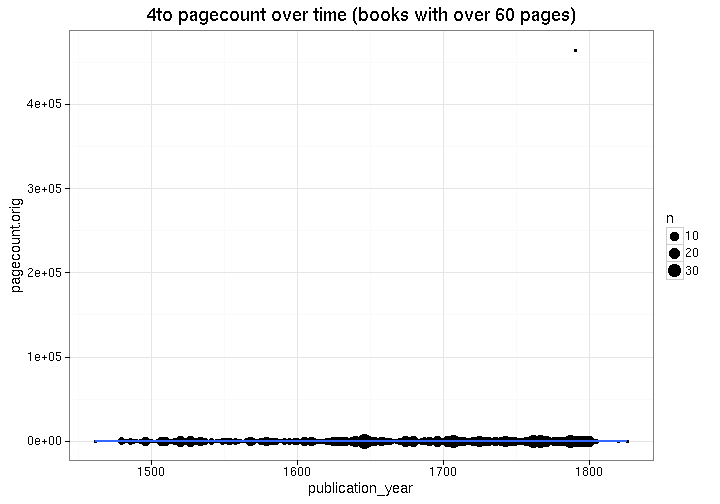 4to pagecount over time (books with over 60 pages)
4e+05
3e+05
2e+05
1e+05
0e+00
pagecount.orig
1500
1600
1700
1800
publication_year
n
10
20
30